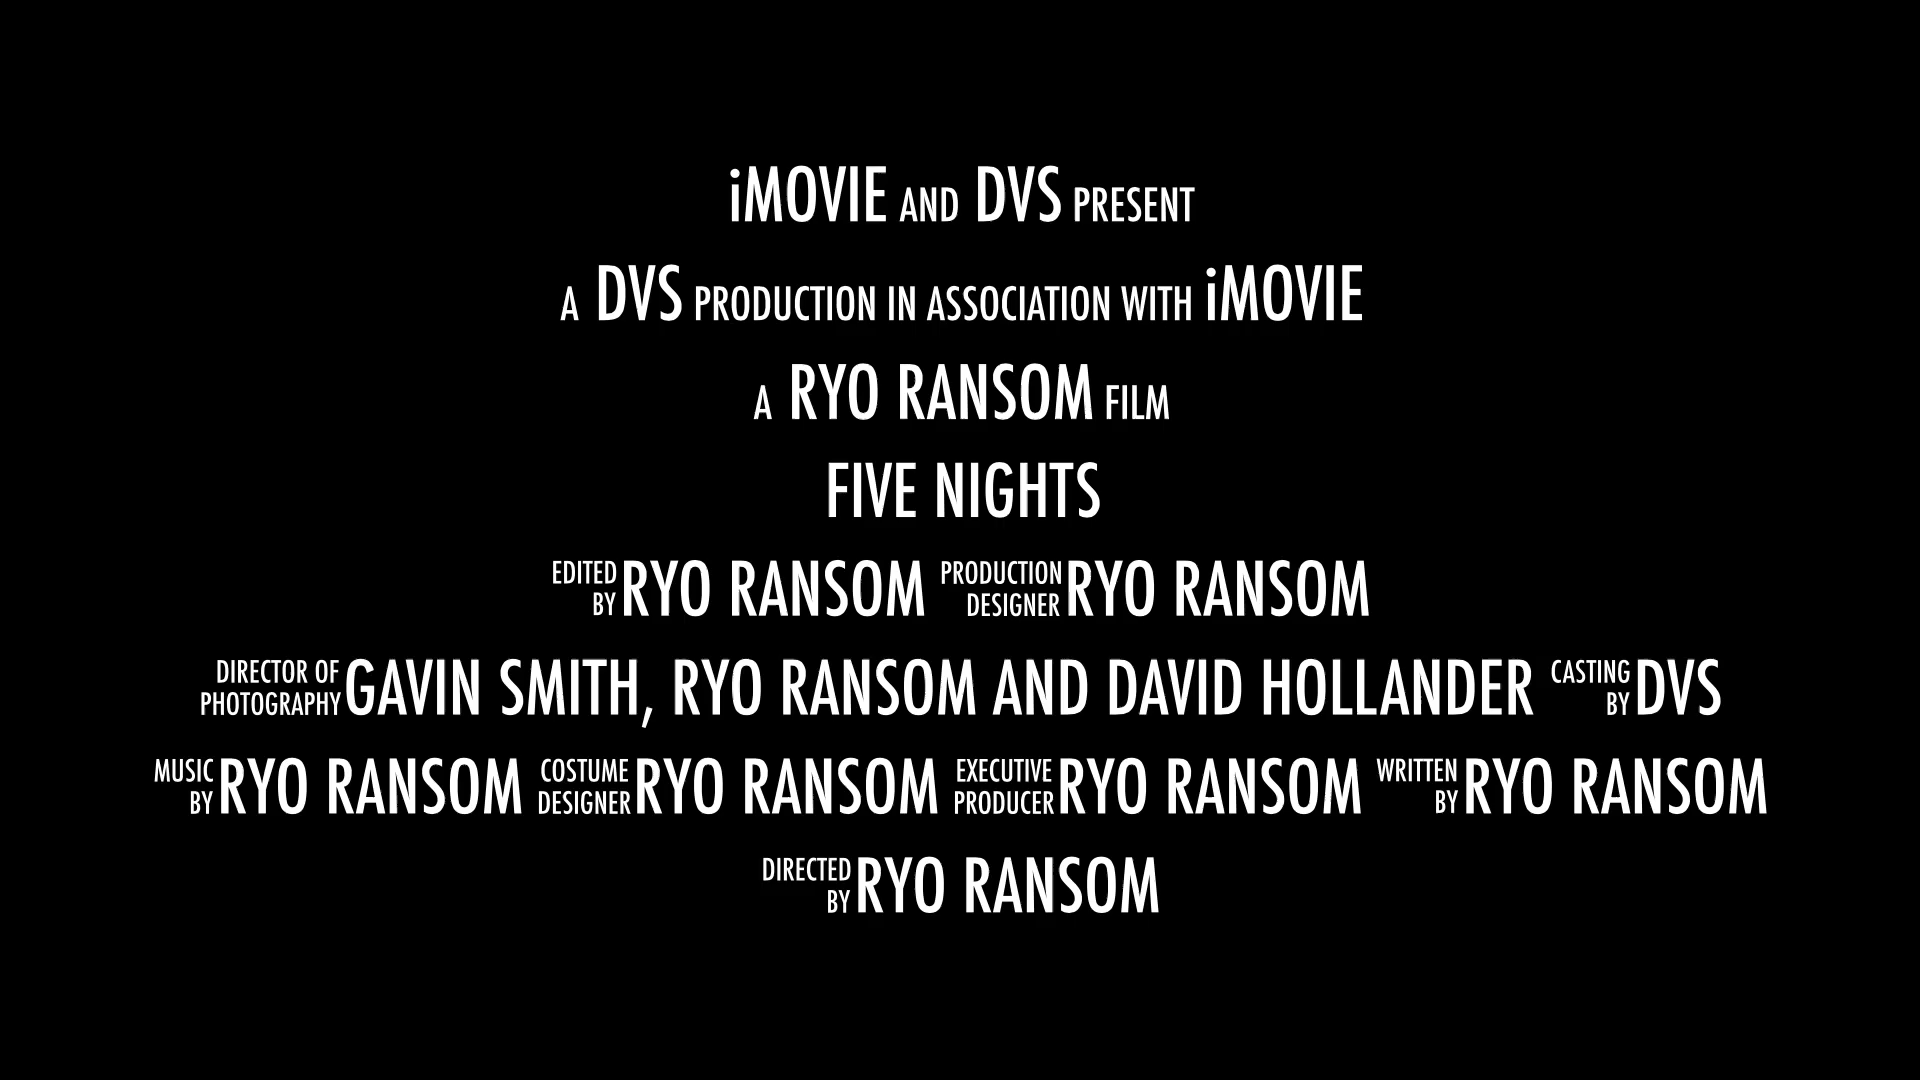 iMOVIE AND DVS PRESENT
A DVS PRODUCTION IN ASSOCIATION WITH iMOVIE
A RYO RANSOM FILM
FIVE NIGHTS
EDITED BY RYO RANSOM PRODUCTION DESIGNER RYO RANSOM
DIRECTOR OF PHOTOGRAPHY GAVIN SMITH, RYO RANSOM AND DAVID HOLLANDER CASTING BY DVS
MUSIC BY RYO RANSOM COSTUME DESIGNER RYO RANSOM EXECUTIVE PRODUCER RYO RANSOM WRITTEN BY RYO RANSOM
DIRECTED BY RYO RANSOM